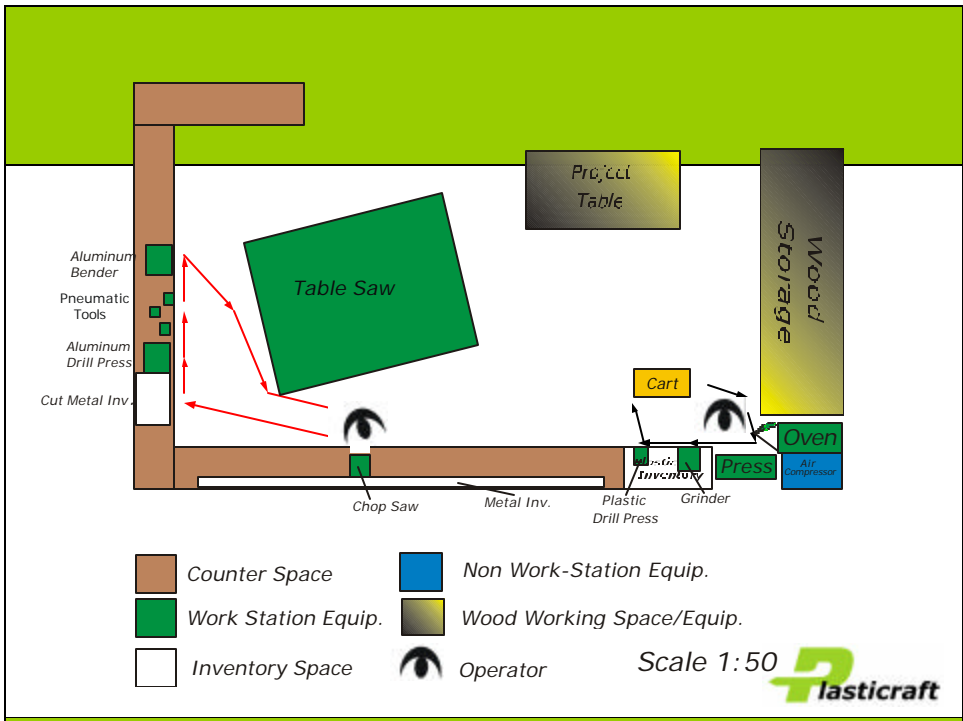 Project
Table
Wood
Storage
Aluminum
Bender
Table Saw
Pneumatic
Tools
Aluminum
Drill Press
Cart
Cut Metal Inv.
Oven
Press
Air
Compressor
Plastic
Inventory
Chop Saw
Metal Inv.
Plastic
Drill Press
Grinder
Counter Space
Non Work-Station Equip.
Work Station Equip.
Wood Working Space/Equip.
Inventory Space
Operator
Scale 1:50
Plasticraft